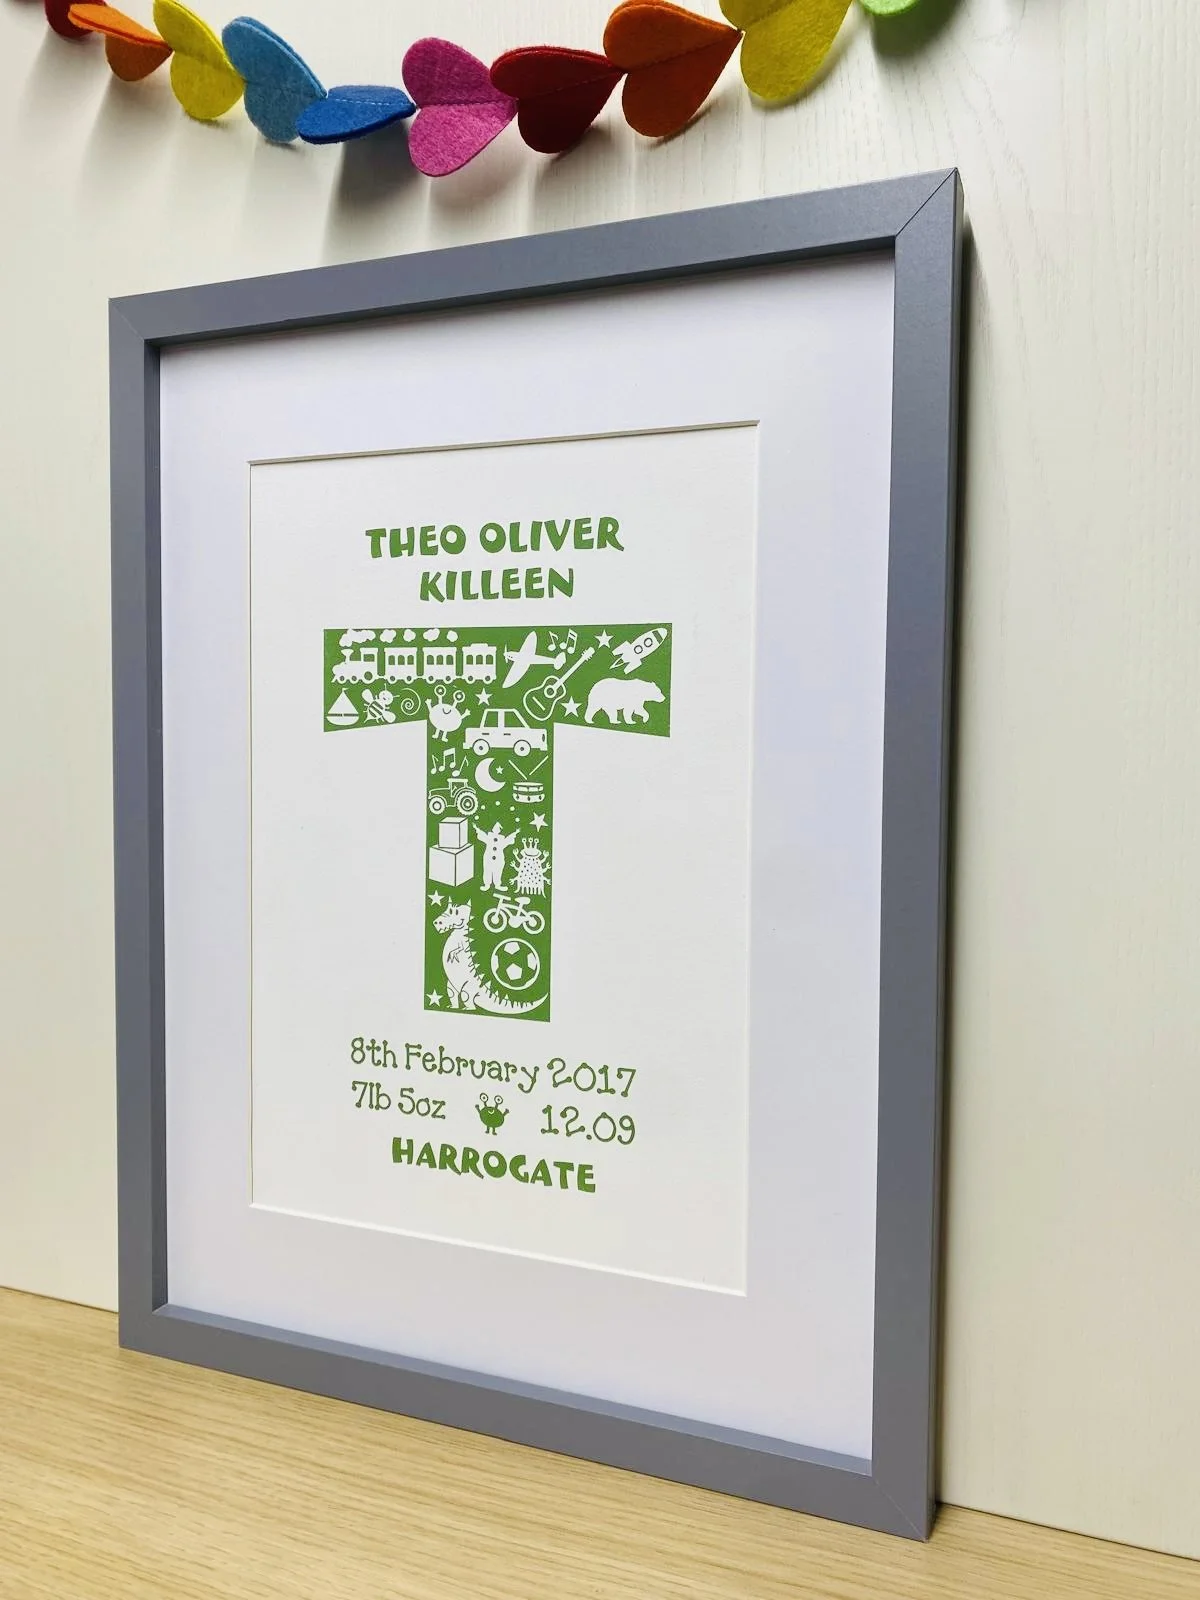 THEO OLIVER
KILLEEN
T
8th February 2017
7lb 5oz 12.09
HARROGATE